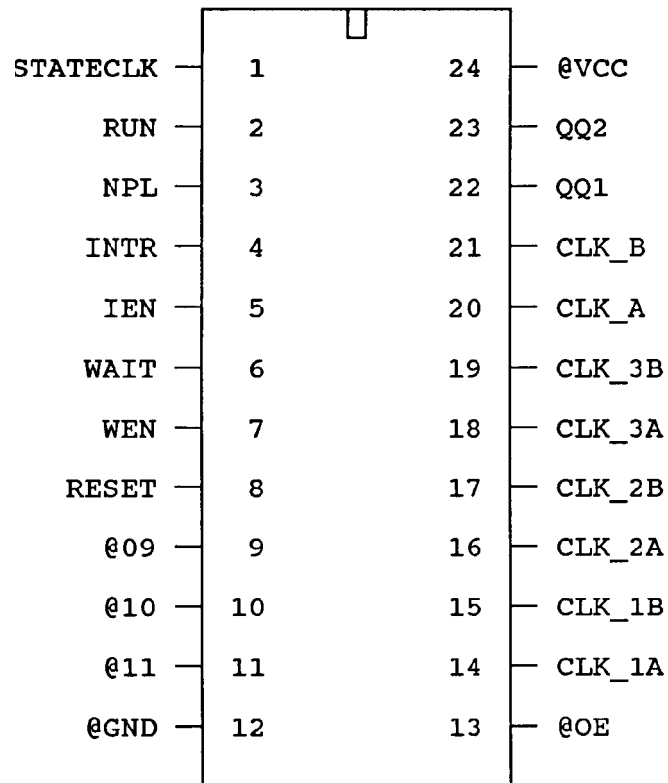 STATECLK 1 24 @VCC
RUN 2 23 QQ2
NPL 3 22 QQ1
INTR 4 21 CLK_B
IEN 5 20 CLK_A
WAIT 6 19 CLK_3B
WEN 7 18 CLK_3A
RESET 8 17 CLK_2B
@09 9 16 CLK_2A
@10 10 15 CLK_1B
@11 11 14 CLK_1A
@GND 12 13 @OE